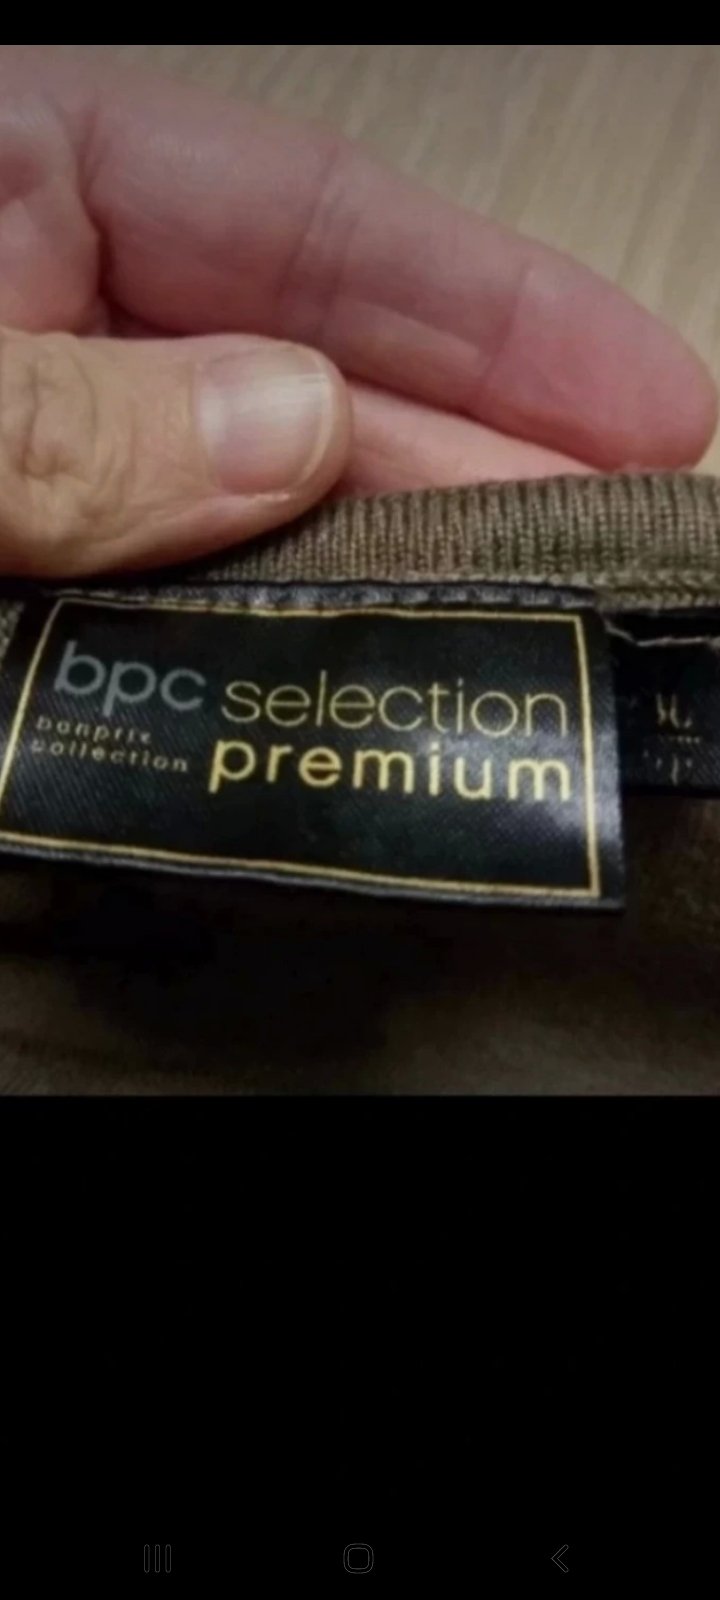 bpc selection
bonprix
collection premium